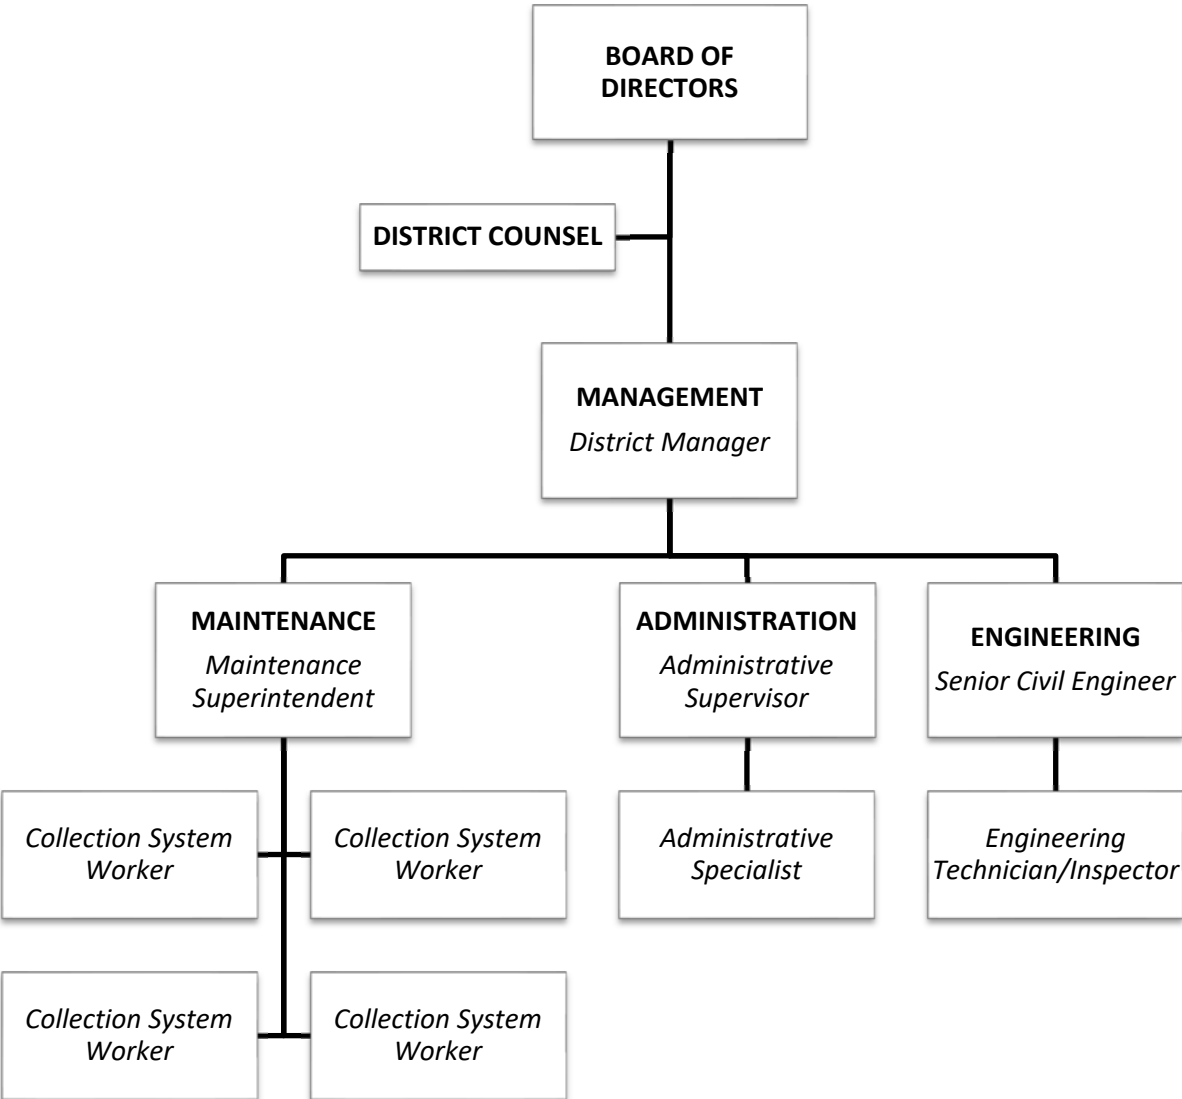 BOARD OF
DIRECTORS
DISTRICT COUNSEL
MANAGEMENT
District Manager
MAINTENANCE
Maintenance
Superintendent
ADMINISTRATION
Administrative
Supervisor
ENGINEERING
Senior Civil Engineer
Collection System
Worker
Collection System
Worker
Administrative
Specialist
Engineering
Technician/Inspector
Collection System
Worker
Collection System
Worker